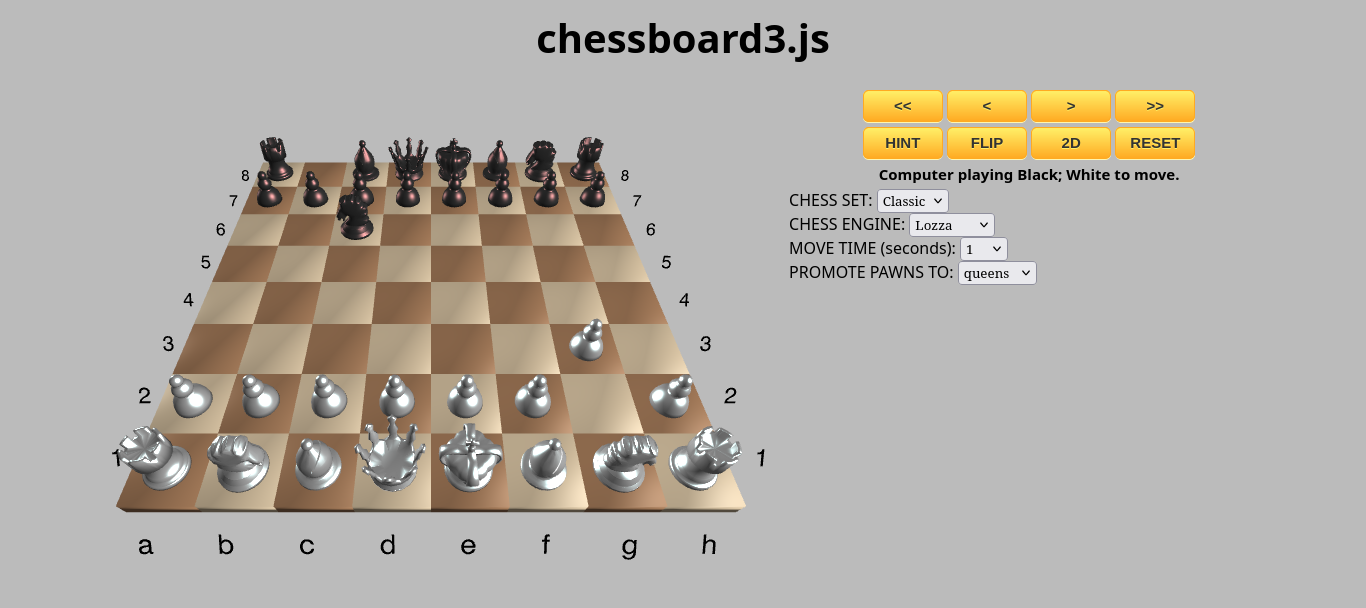 chessboard3.js
<< < > >>
HINT FLIP 2D RESET
Computer playing Black; White to move.
CHESS SET: Classic
CHESS ENGINE: Lozza
MOVE TIME (seconds): 1
PROMOTE PAWNS TO: queens
8 8
7 7
6 6
5 5
4 4
3 3
2 2
1 1
a b c d e f g h